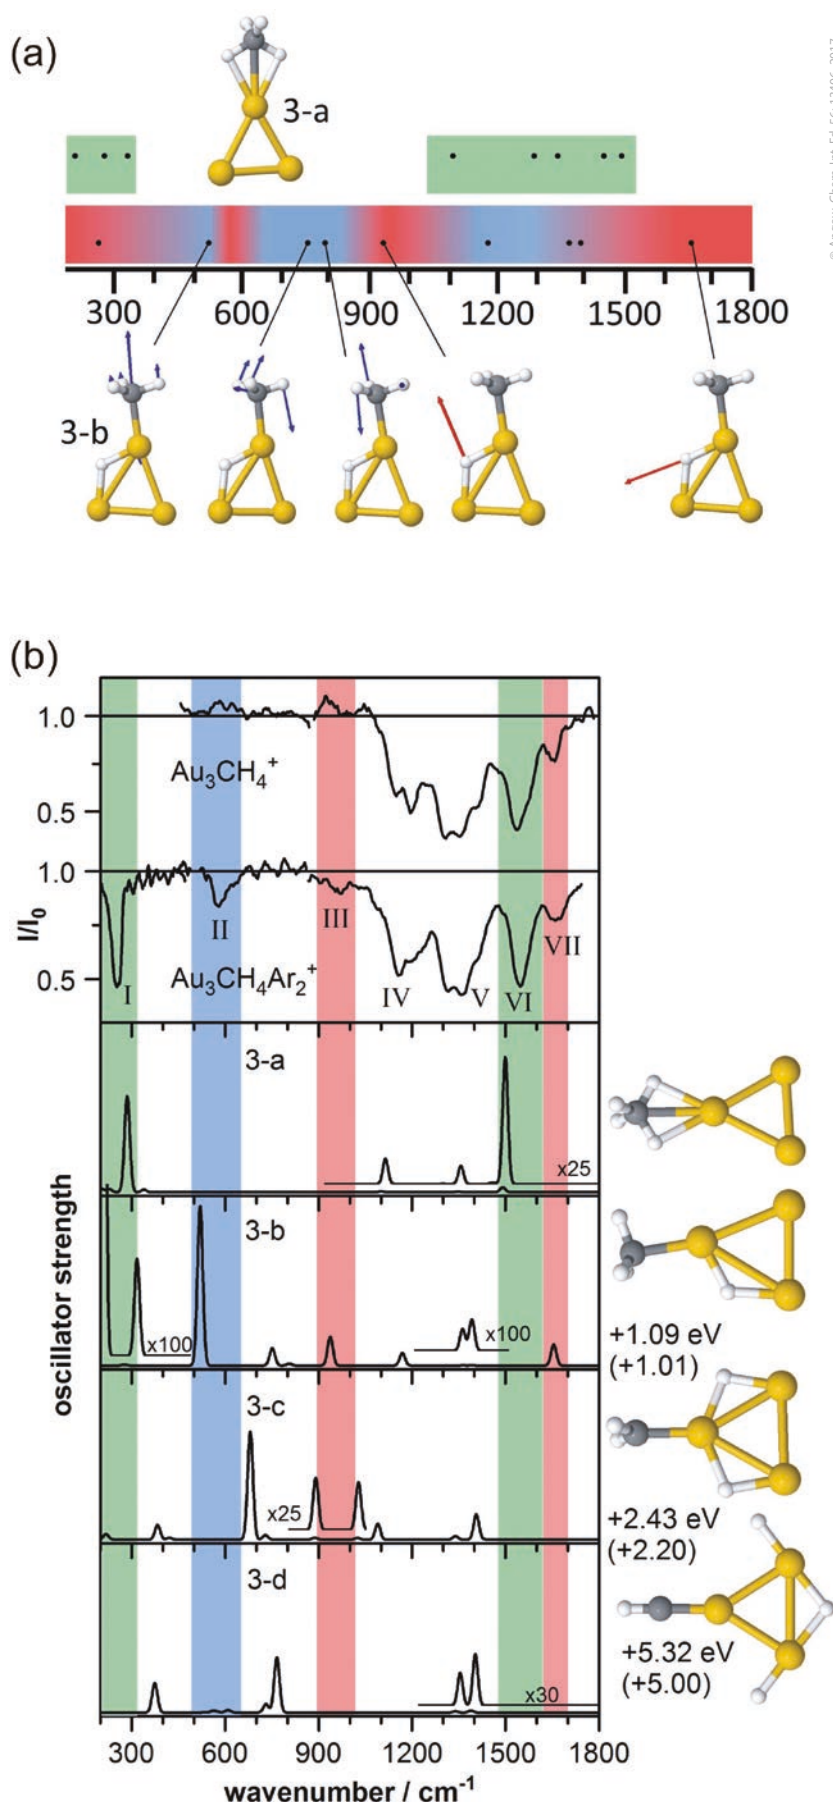 (a)
3-a
300 600 900 1200 1500 1800
3-b
(b)
1.0
Au3CH4+
0.5
1.0
II
III
VII
I/I0
0.5
I
Au3CH4Ar2+
IV
V
VI
3-a
x25
oscillator strength
3-b
x100
x100
+1.09 eV
(+1.01)
3-c
x25
+2.43 eV
(+2.20)
3-d
+5.32 eV
(+5.00)
x30
300 600 900 1200 1500 1800
wavenumber / cm-1